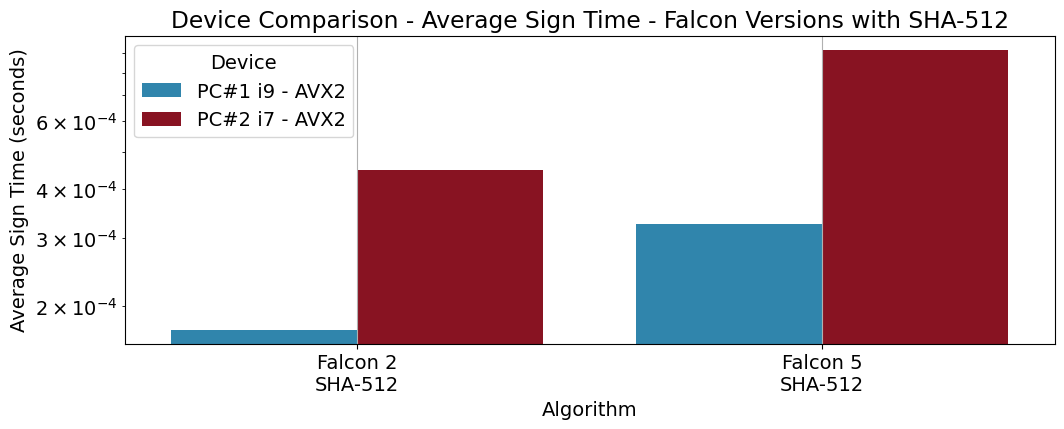 Device Comparison - Average Sign Time - Falcon Versions with SHA-512
Average Sign Time (seconds)
6 × 10⁻⁴
4 × 10⁻⁴
3 × 10⁻⁴
2 × 10⁻⁴
Device
PC#1 i9 - AVX2
PC#2 i7 - AVX2
Falcon 2
SHA-512
Falcon 5
SHA-512
Algorithm